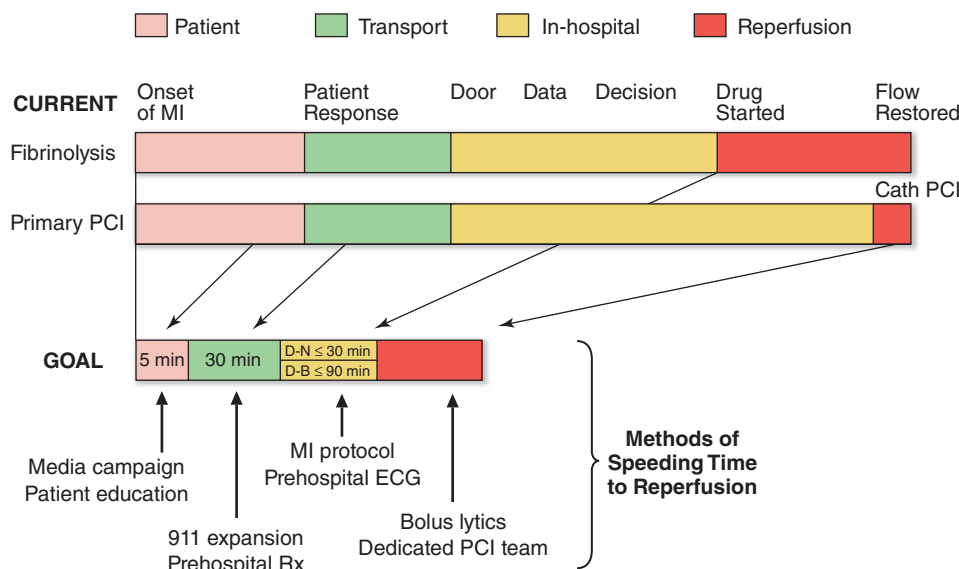 Patient
Transport
In-hospital
Reperfusion
CURRENT
Onset
of MI
Patient
Response
Door
Data
Decision
Drug
Started
Flow
Restored
Fibrinolysis
Cath PCI
Primary PCI
GOAL
5 min
30 min
D-N ≤ 30 min
D-B ≤ 90 min
Media campaign
Patient education
MI protocol
Prehospital ECG
911 expansion
Prehospital Rx
Bolus lytics
Dedicated PCI team
Methods of
Speeding Time
to Reperfusion